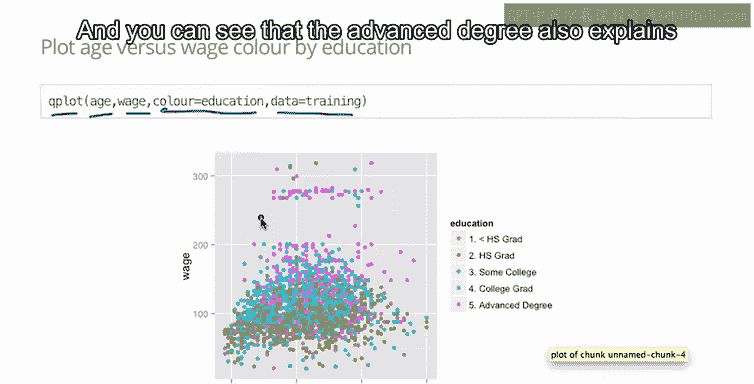 And you can see that the advanced degree also explains
Plot age versus wage colour by education
qplot(age,wage,colour=education,data=training)
300
200
100
wage
education
1. < HS Grad
2. HS Grad
3. Some College
4. College Grad
5. Advanced Degree
plot of chunk unnamed-chunk-4